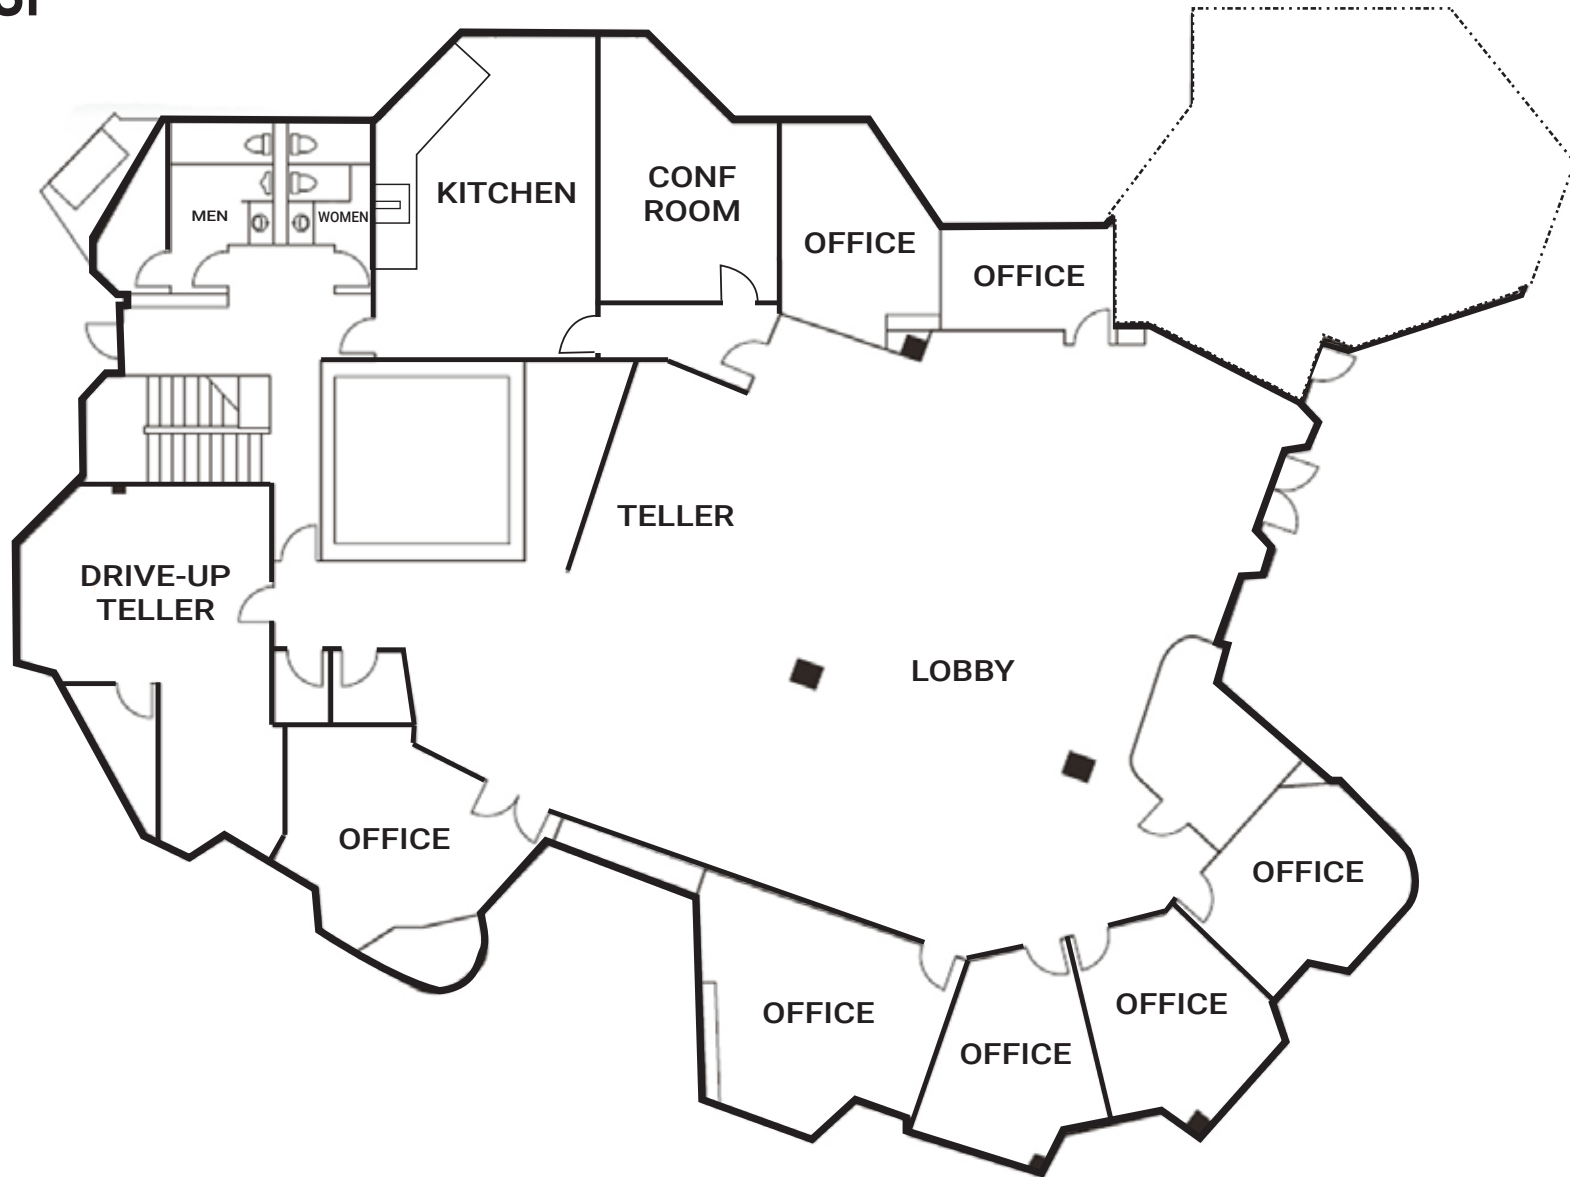 KITCHEN
CONF
ROOM
MEN
WOMEN
OFFICE
OFFICE
TELLER
DRIVE-UP
TELLER
LOBBY
OFFICE
OFFICE
OFFICE
OFFICE
OFFICE